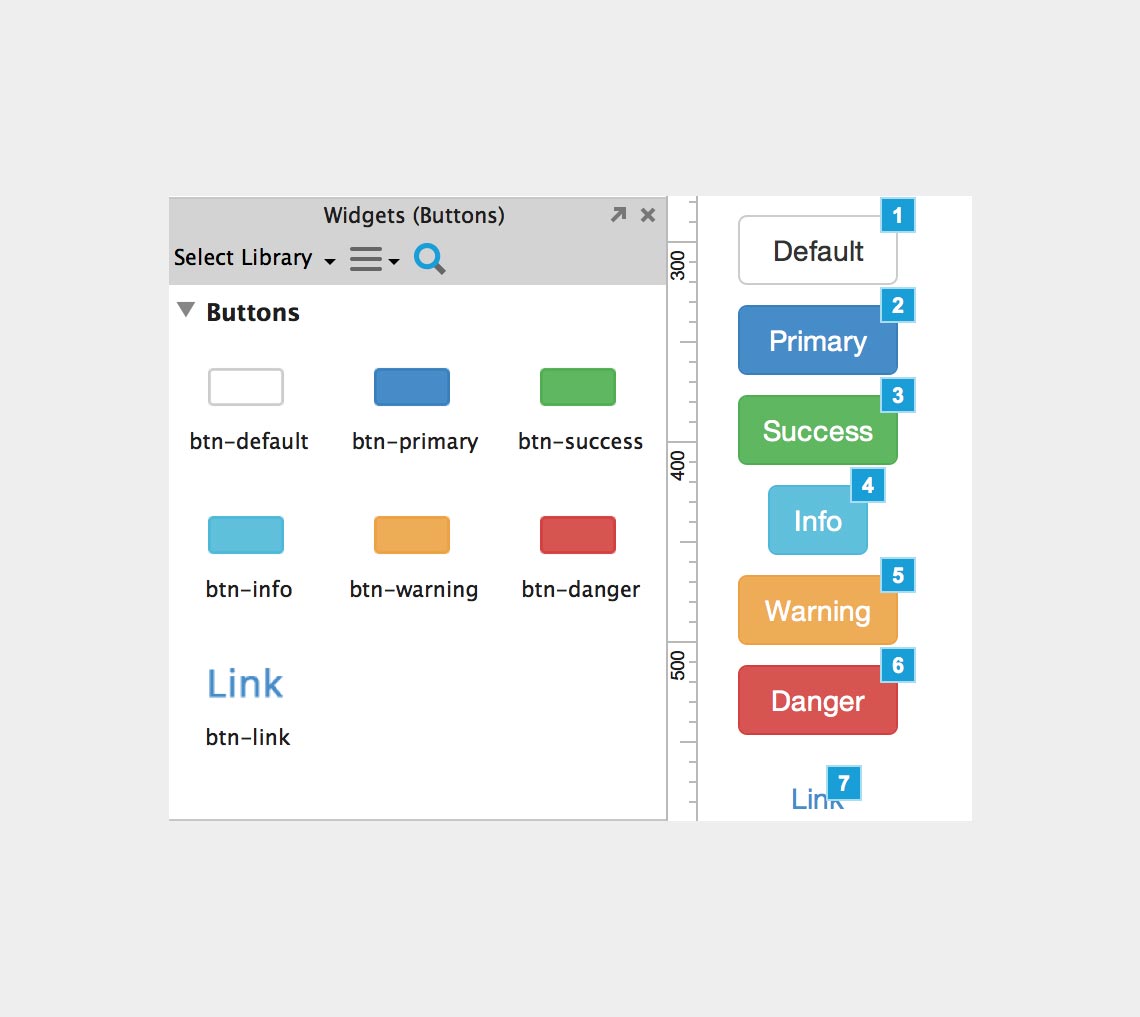 Widgets (Buttons)
Select Library
Buttons
btn-default btn-primary btn-success
btn-info btn-warning btn-danger
Link
btn-link
300
400
500
1
Default
2
Primary
3
Success
4
Info
5
Warning
6
Danger
7
Link